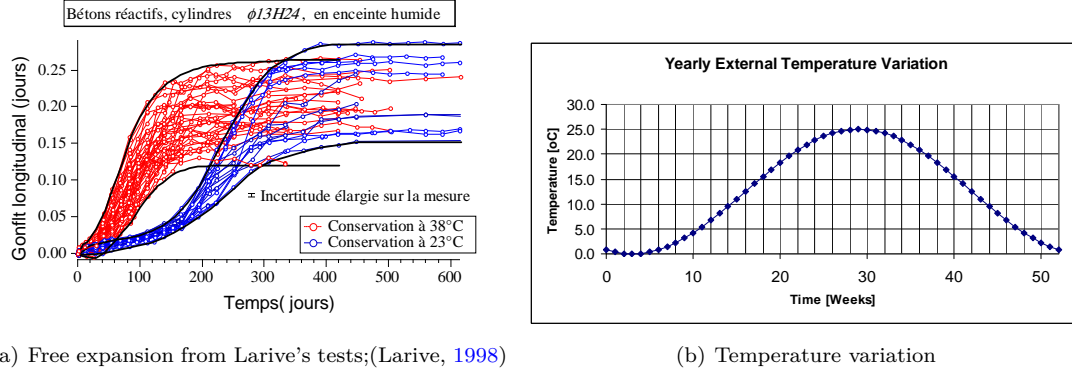 Bétons réactifs, cylindres ϕ13H24, en enceinte humide
Gonflt longitudinal (jours)
0.25
0.20
0.15
0.10
0.05
0.00
Incertitude élargie sur la mesure
Conservation à 38°C
Conservation à 23°C
0 100 200 300 400 500 600
Temps( jours)
a) Free expansion from Larive's tests;(Larive, 1998)
Yearly External Temperature Variation
Temperature [oC]
30.0
25.0
20.0
15.0
10.0
5.0
0.0
0 10 20 30 40 50
Time [Weeks]
(b) Temperature variation